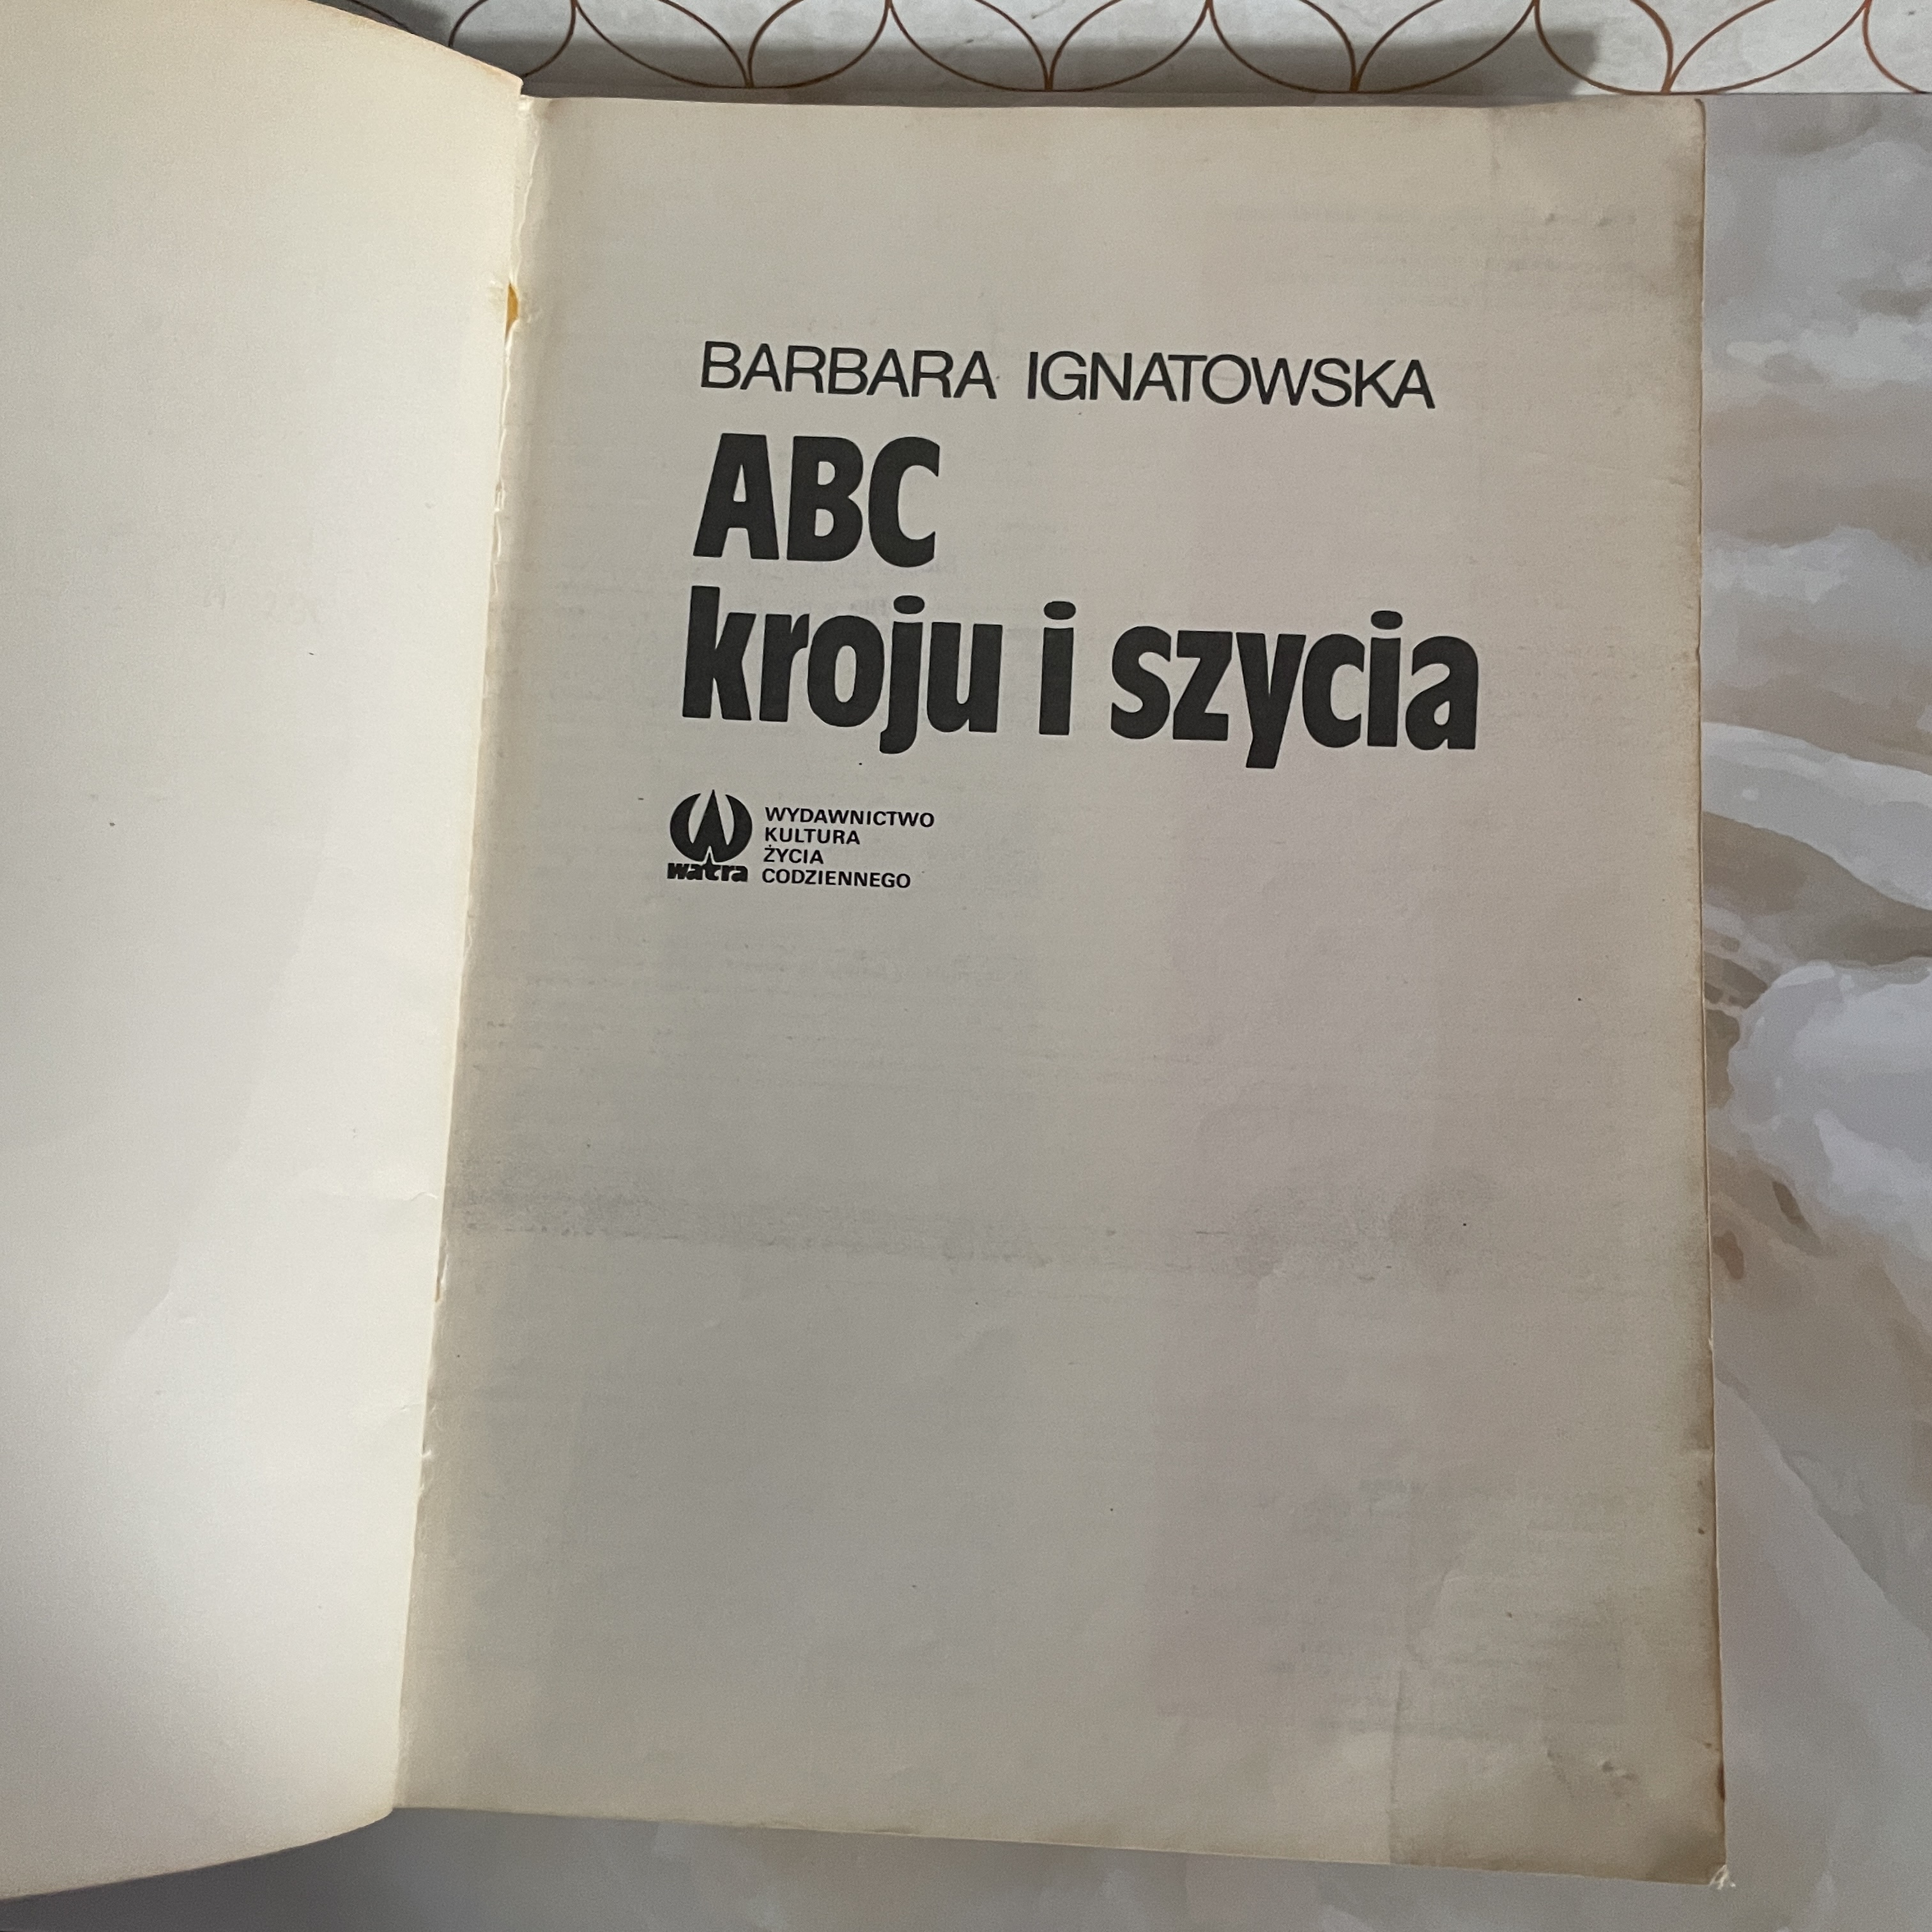 BARBARA IGNATOWSKA
ABC
kroju i szycia
watra
WYDAWNICTWO
KULTURA
ŻYCIA
CODZIENNEGO